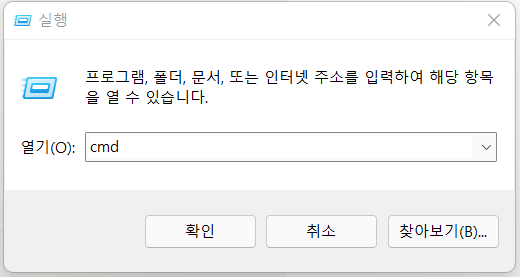 실행
프로그램, 폴더, 문서, 또는 인터넷 주소를 입력하여 해당 항목
을 열 수 있습니다.
열기(O): cmd
확인 취소 찾아보기(B)...